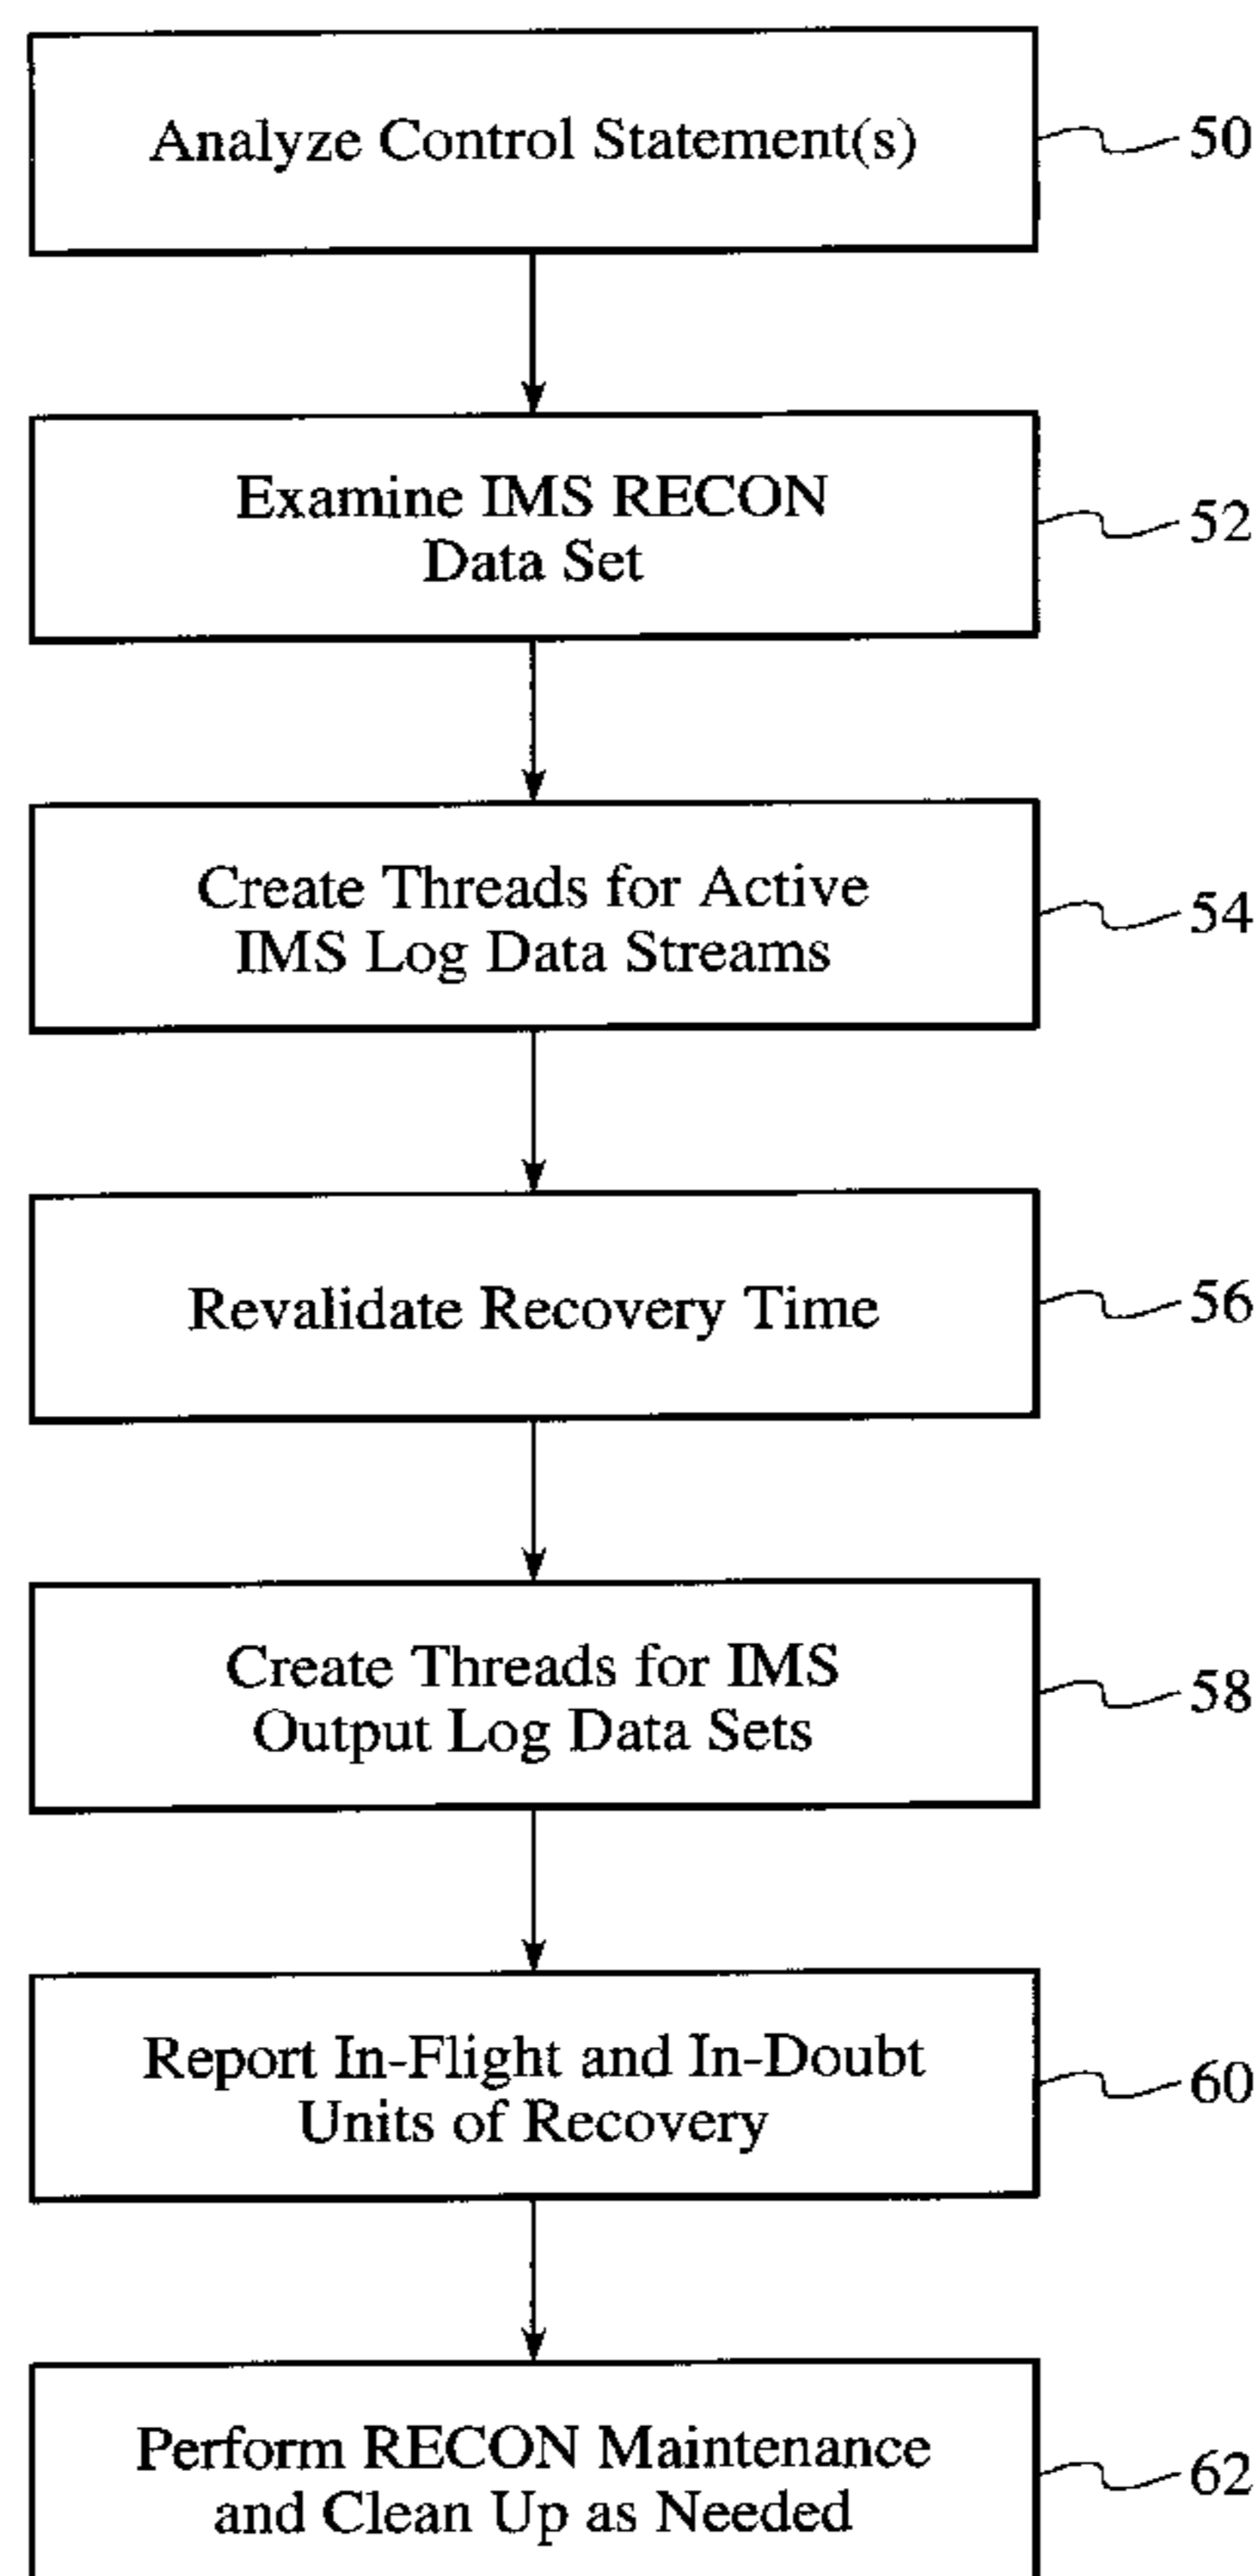 Analyze Control Statement(s)
50
Examine IMS RECON
Data Set
52
Create Threads for Active
IMS Log Data Streams
54
Revalidate Recovery Time
56
Create Threads for IMS
Output Log Data Sets
58
Report In-Flight and In-Doubt
Units of Recovery
60
Perform RECON Maintenance
and Clean Up as Needed
62